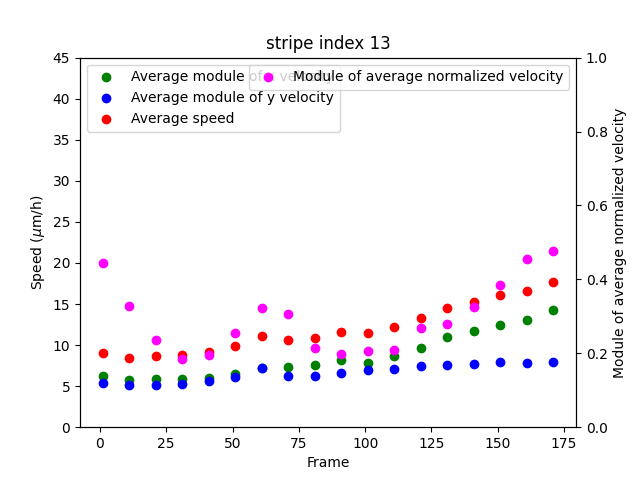 stripe index 13
Average module of
velocity
Average module of y velocity
Average speed
Module of average normalized velocity
45
40
35
30
25
20
15
10
5
0
Speed (μm/h)
1.0
0.8
0.6
0.4
0.2
0.0
Module of average normalized velocity
0
25
50
75
100
125
150
175
Frame